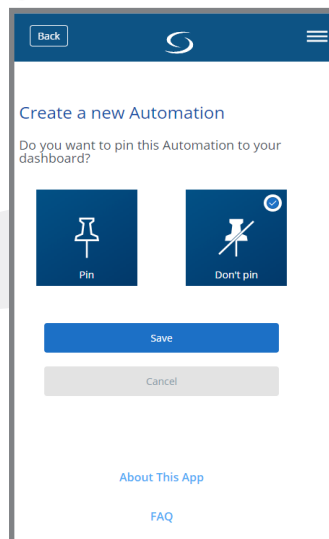 Back
Create a new Automation
Do you want to pin this Automation to your
dashboard?
Pin
Don't pin
Save
Cancel
About This App
FAQ